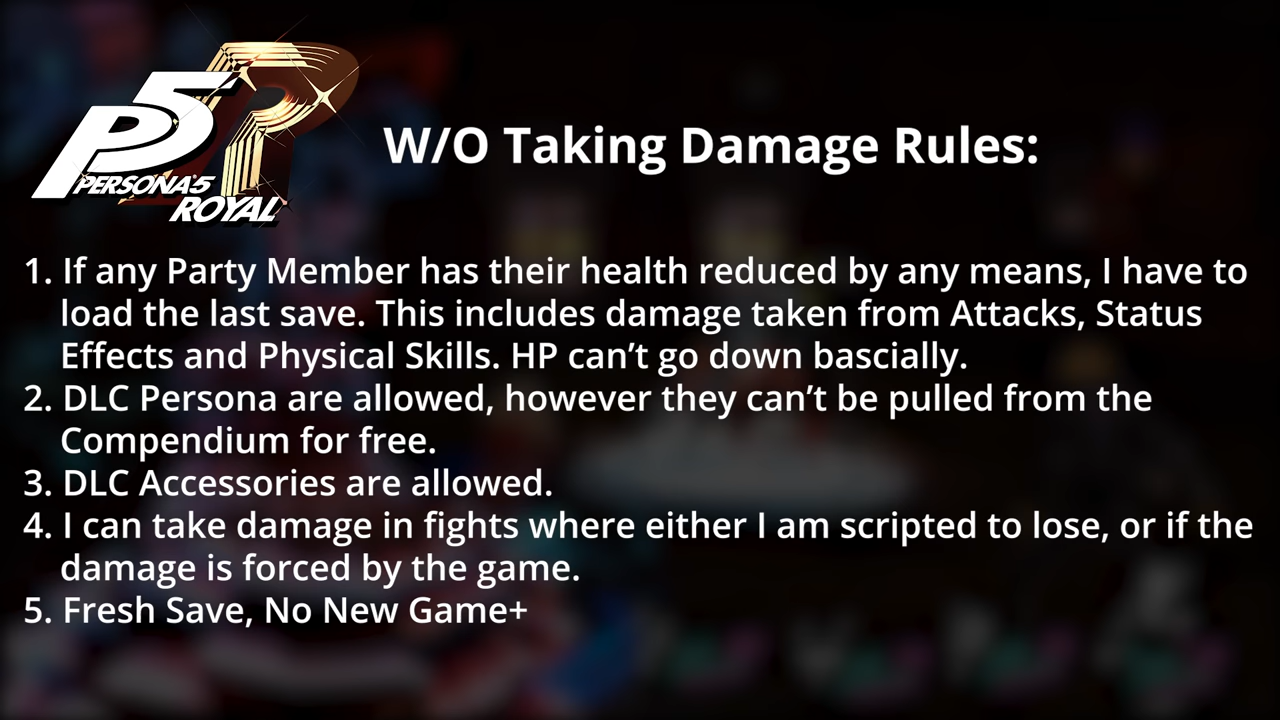 P5R
PERSONA5
ROYAL
W/O Taking Damage Rules:
1. If any Party Member has their health reduced by any means, I have to
load the last save. This includes damage taken from Attacks, Status
Effects and Physical Skills. HP can’t go down bascially.
2. DLC Persona are allowed, however they can’t be pulled from the
Compendium for free.
3. DLC Accessories are allowed.
4. I can take damage in fights where either I am scripted to lose, or if the
damage is forced by the game.
5. Fresh Save, No New Game+